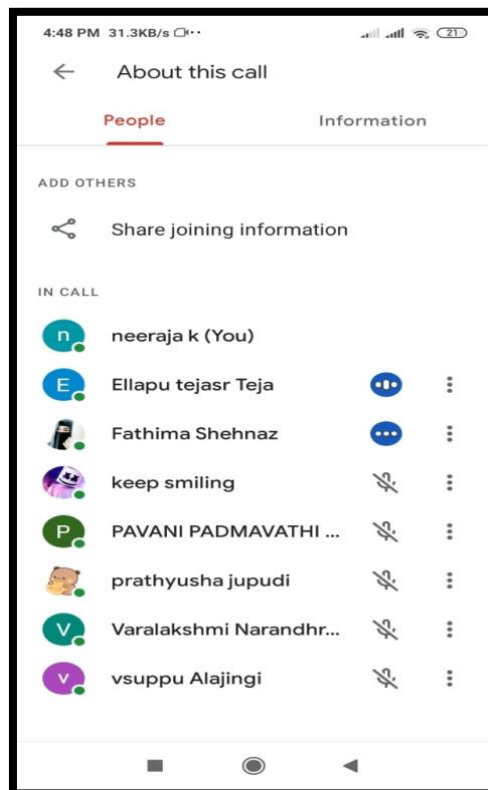 4:48 PM 31.3KB/s 21
About this call
People Information
ADD OTHERS
Share joining information
IN CALL
n neeraja k (You)
E Ellapu tejasr Teja
Fathima Shehnaz
keep smiling
P PAVANI PADMAVATHI ...
prathyusha jupudi
V Varalakshmi Narandhr...
v vsuppu Alajingi